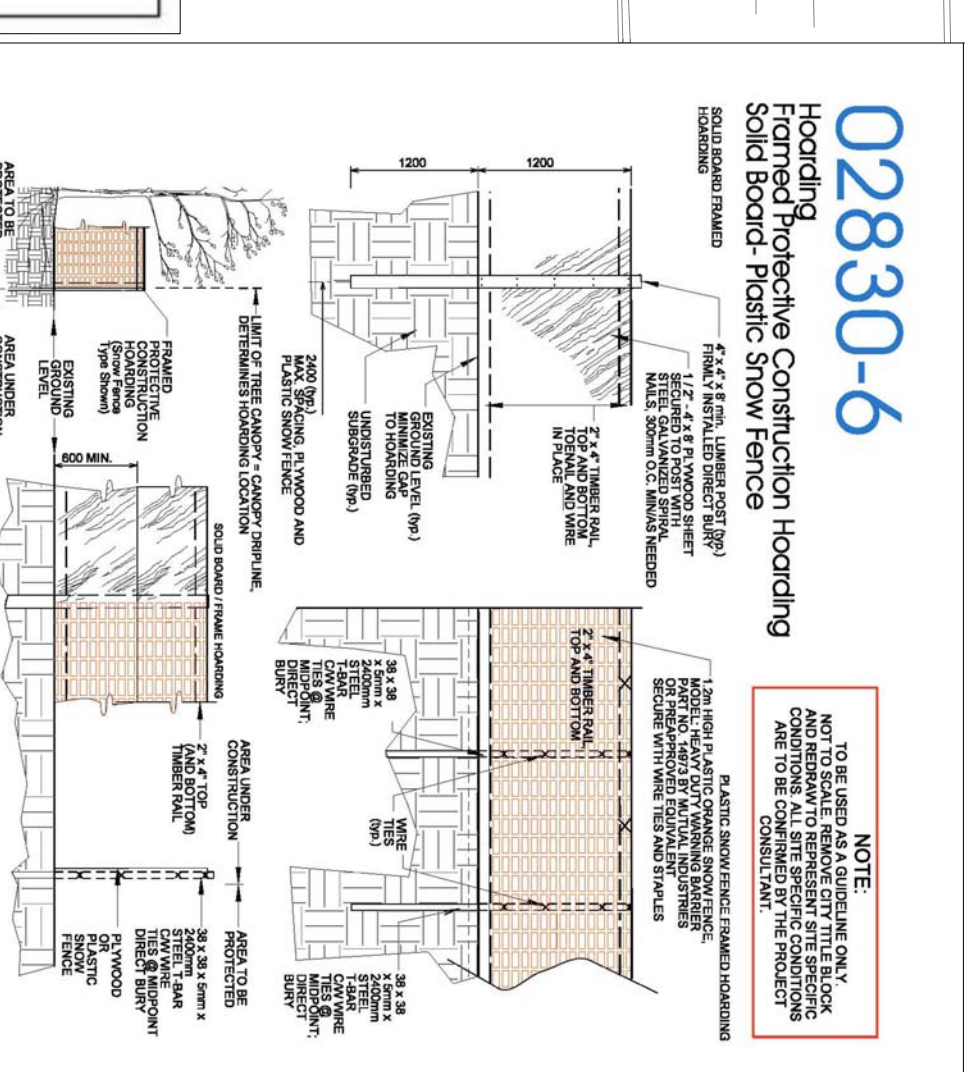 02830-6
Hoarding
Framed Protective Construction Hoarding
Solid Board- Plastic Snow Fence
NOTE:
TO BE USED AS A GUIDELINE ONLY.
NOT TO SCALE. REMOVE CITY TITLE BLOCK
AND REDRAW TO REPRESENT SITE SPECIFIC
CONDITIONS. ALL SITE SPECIFIC CONDITIONS
ARE TO BE CONFIRMED BY THE PROJECT
CONSULTANT.
SOLID BOARD FRAMED
HOARDING
1200
1200
4" x 4" x 8' min. LUMBER POST (typ.)
FIRMLY INSTALLED DIRECT BURY
1/2" - 4' x 8' PLYWOOD SHEET
SECURED TO POST WITH
STEEL GALVANIZED SPIRAL
NAILS, 300mm O.C. MIN/AS NEEDED
2" x 4" TIMBER RAIL,
TOP AND BOTTOM
TOENAIL AND WIRE
IN PLACE
EXISTING
GROUND LEVEL (typ.)
MINIMIZE GAP
TO HOARDING
UNDISTURBED
SUBGRADE (typ.)
2400 (typ.)
MAX. SPACING, PLYWOOD AND
PLASTIC SNOW FENCE
PLASTIC SNOW FENCE FRAMED HOARDING
1.2m HIGH PLASTIC ORANGE SNOW FENCE,
MODEL: HEAVY DUTY WARNING BARRIER
PART NO. 14973 BY MUTUAL INDUSTRIES
OR PREAPPROVED EQUIVALENT
SECURE WITH WIRE TIES AND STAPLES
2" x 4" TIMBER RAIL,
TOP AND BOTTOM
38 x 38
x 5mm x
2400mm
STEEL
T-BAR
C/W WIRE
TIES @
MIDPOINT;
DIRECT
BURY
WIRE
TIES
(typ.)
38 x 38
x 5mm x
2400mm
STEEL
T-BAR
C/W WIRE
TIES @
MIDPOINT;
DIRECT
BURY
LIMIT OF TREE CANOPY = CANOPY DRIPLINE,
DETERMINES HOARDING LOCATION
FRAMED
PROTECTIVE
CONSTRUCTION
HOARDING
(Snow Fence
Type Shown)
EXISTING
GROUND
LEVEL
AREA TO BE
PROTECTED
AREA UNDER
CONSTRUCTION
600 MIN.
SOLID BOARD / FRAME HOARDING
2" x 4" TOP
(AND BOTTOM)
TIMBER RAIL
AREA UNDER
CONSTRUCTION
AREA TO BE
PROTECTED
38 x 38 x 5mm x
2400mm
STEEL T-BAR
C/W WIRE
TIES @ MIDPOINT
DIRECT BURY
PLYWOOD
OR
PLASTIC
SNOW
FENCE